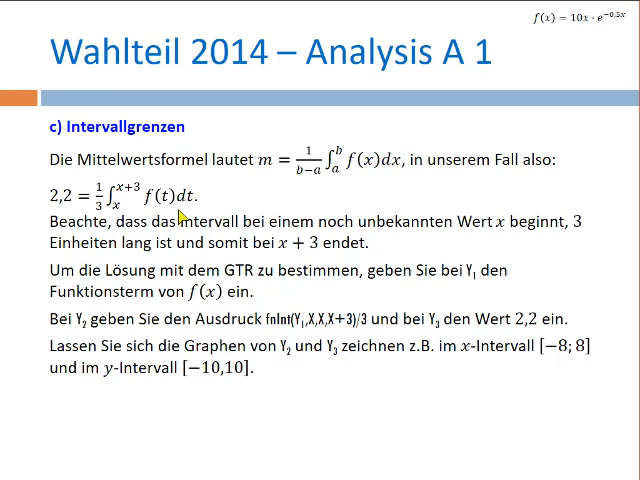 f(x) = 10x · e^{−0,5x}
Wahlteil 2014 – Analysis A 1
c) Intervallgrenzen
Die Mittelwertsformel lautet m = \frac{1}{b−a} ∫_a^b f(x)dx, in unserem Fall also:
2,2 = \frac{1}{3} ∫_x^{x+3} f(t)dt.
Beachte, dass das Intervall bei einem noch unbekannten Wert x beginnt, 3
Einheiten lang ist und somit bei x + 3 endet.
Um die Lösung mit dem GTR zu bestimmen, geben Sie bei Y₁ den
Funktionsterm von f(x) ein.
Bei Y₂ geben Sie den Ausdruck fnInt(Y₁,X,X,X+3)/3 und bei Y₃ den Wert 2,2 ein.
Lassen Sie sich die Graphen von Y₂ und Y₃ zeichnen z.B. im x-Intervall [−8; 8]
und im y-Intervall [−10,10].